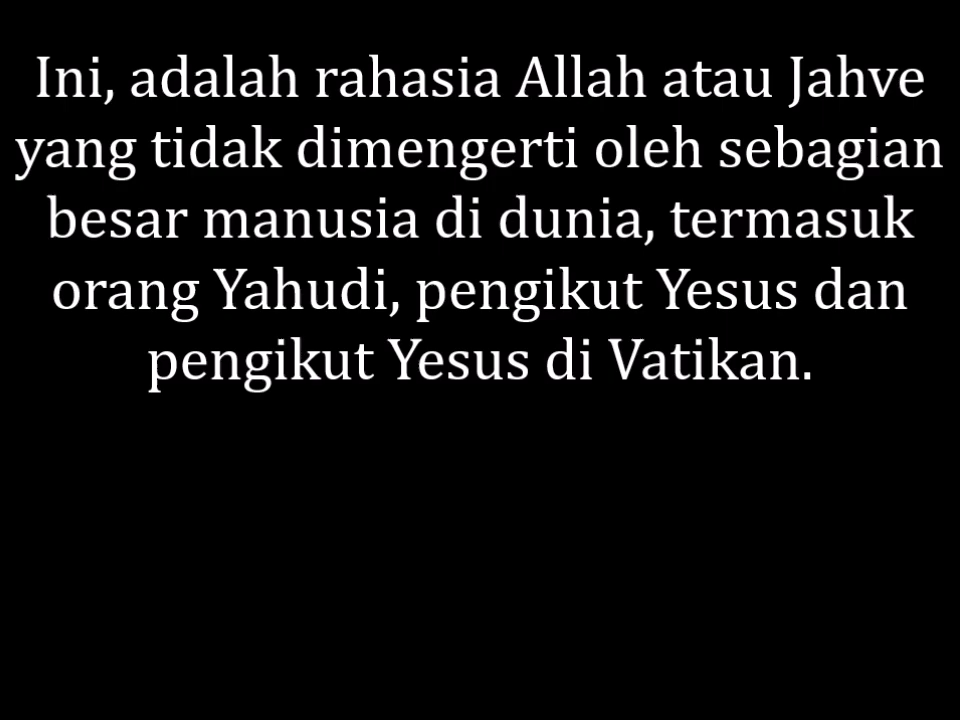 Ini, adalah rahasia Allah atau Jahve
yang tidak dimengerti oleh sebagian
besar manusia di dunia, termasuk
orang Yahudi, pengikut Yesus dan
pengikut Yesus di Vatikan.